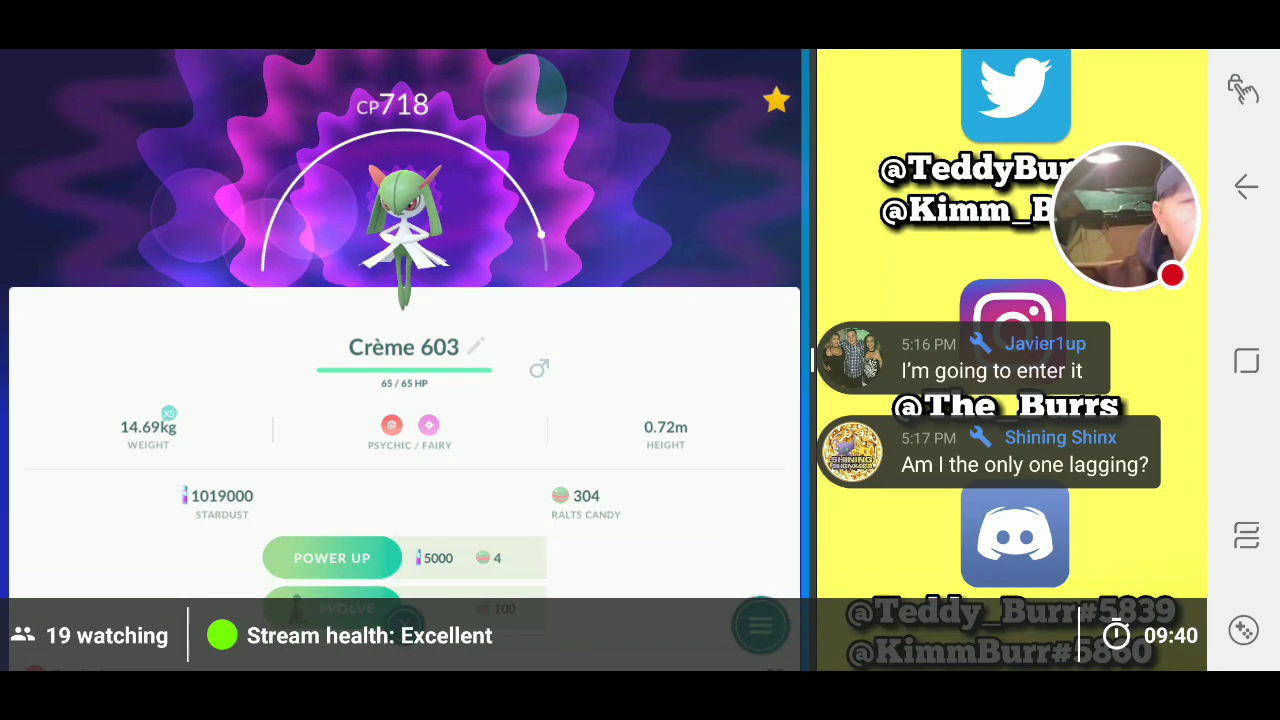 CP718
Crème 603
65 / 65 HP
XS
14.69kg
WEIGHT
PSYCHIC / FAIRY
0.72m
HEIGHT
1019000
STARDUST
304
RALTS CANDY
POWER UP
5000
4
EVOLVE
100
19 watching
Stream health: Excellent
@TeddyBur
@Kimm_B
5:16 PM Javier1up
I'm going to enter it
@The_Burrs
SHINING
5:17 PM Shining Shinx
Am I the only one lagging?
@Teddy_Burr#5839
@KimmBurr#5860
09:40